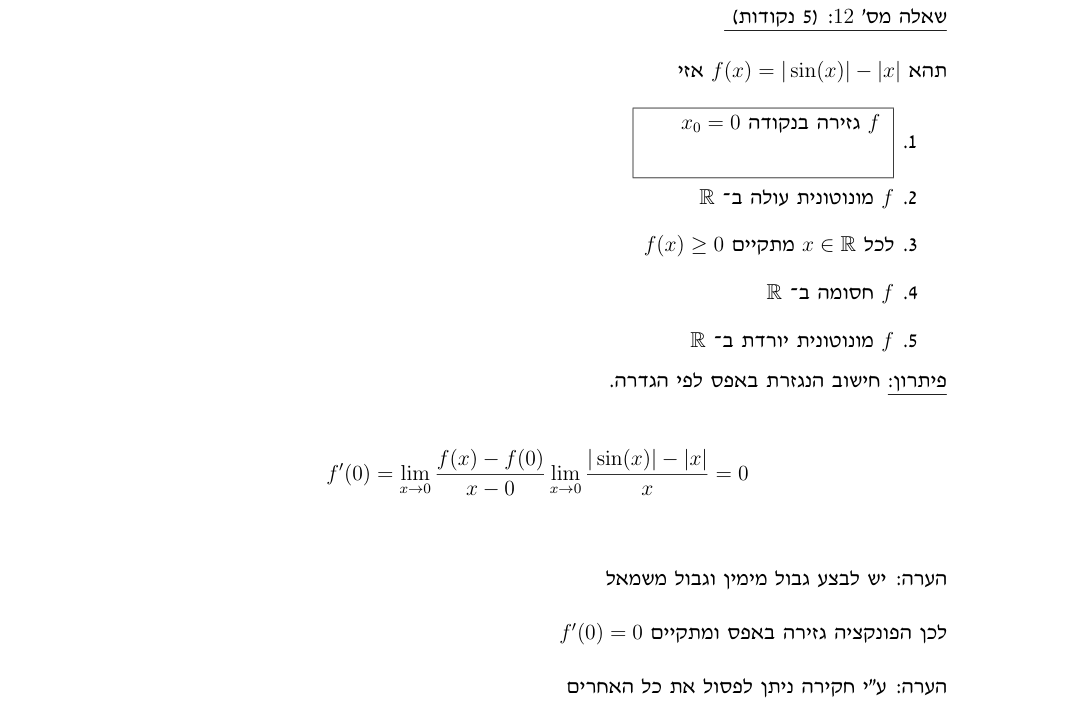 שאלה מס' 12: (5 נקודות)
תהא f(x) = | sin(x)| − |x| אזי
1. f גזירה בנקודה x₀ = 0
2. f מונוטונית עולה ב־ ℝ
3. לכל x ∈ ℝ מתקיים f(x) ≥ 0
4. f חסומה ב־ ℝ
5. f מונוטונית יורדת ב־ ℝ
פיתרון: חישוב הנגזרת באפס לפי הגדרה.
f′(0) = lim_{x→0} \frac{f(x) − f(0)}{x − 0} lim_{x→0} \frac{| sin(x)| − |x|}{x} = 0
הערה: יש לבצע גבול מימין וגבול משמאל
לכן הפונקציה גזירה באפס ומתקיים f′(0) = 0
הערה: ע"י חקירה ניתן לפסול את כל האחרים